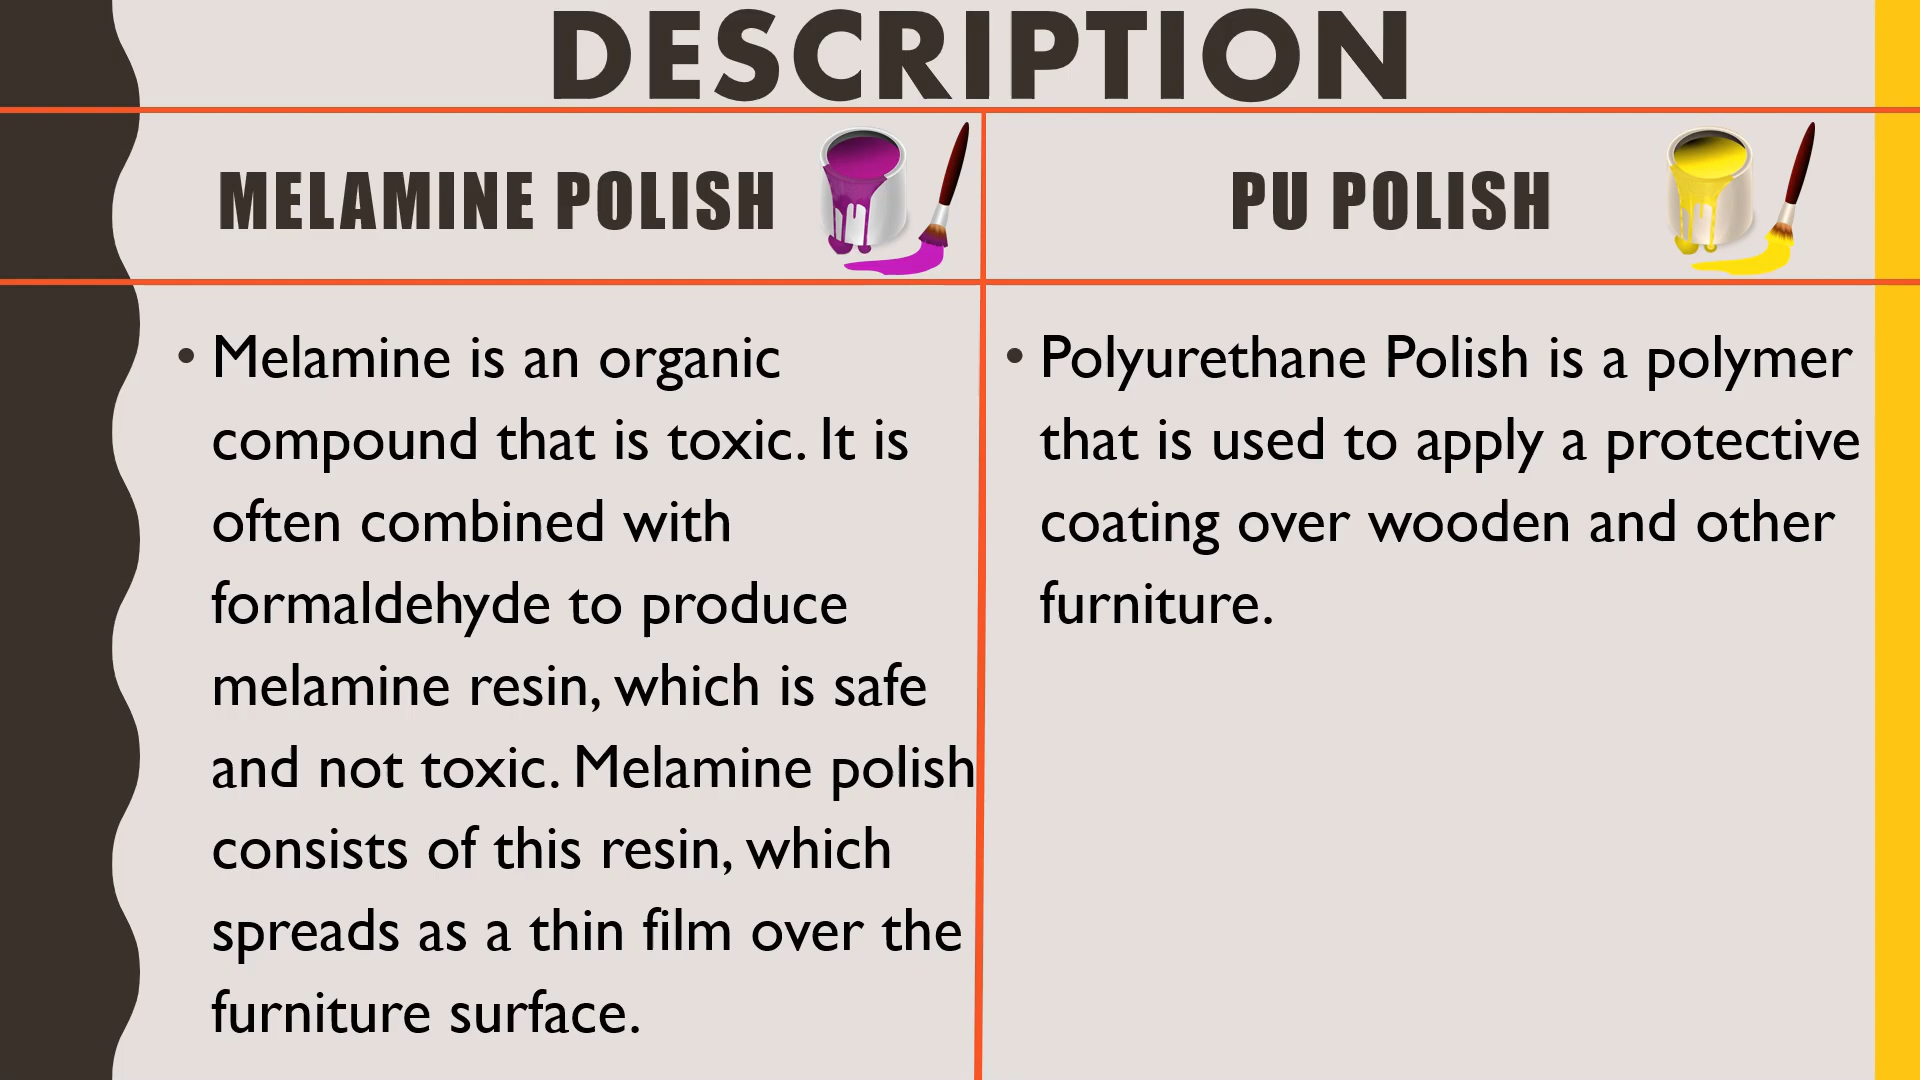 DESCRIPTION
MELAMINE POLISH
PU POLISH
• Melamine is an organic
compound that is toxic. It is
often combined with
formaldehyde to produce
melamine resin, which is safe
and not toxic. Melamine polish
consists of this resin, which
spreads as a thin film over the
furniture surface.
• Polyurethane Polish is a polymer
that is used to apply a protective
coating over wooden and other
furniture.